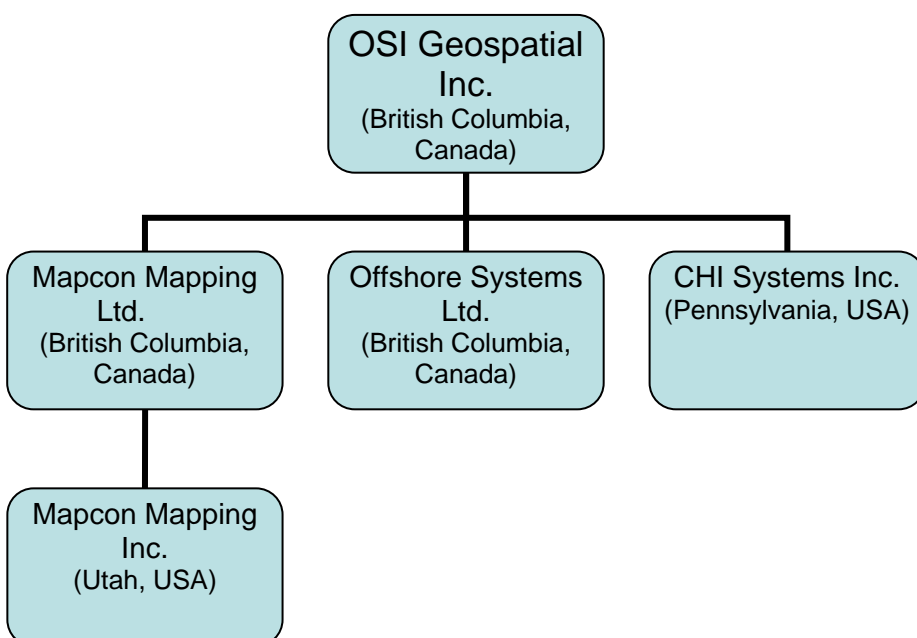 OSI Geospatial
Inc.
(British Columbia,
Canada)
Mapcon Mapping
Ltd.
(British Columbia,
Canada)
Offshore Systems
Ltd.
(British Columbia,
Canada)
CHI Systems Inc.
(Pennsylvania, USA)
Mapcon Mapping
Inc.
(Utah, USA)